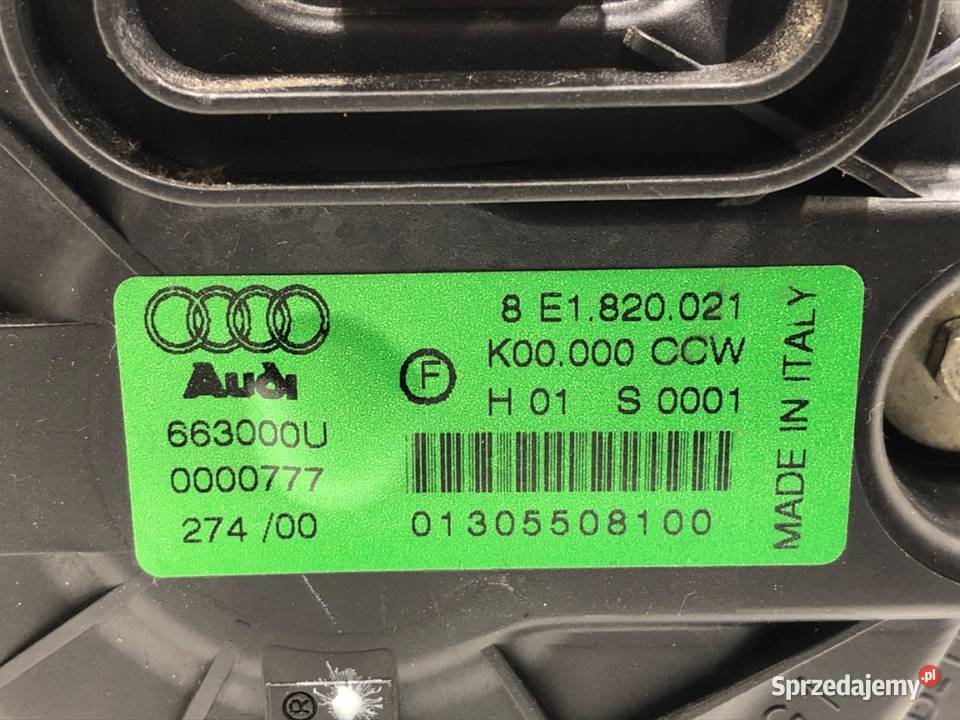 Audi
663000U
0000777
274 /00
F
8 E1.820.021
K00.000 CCW
H 01 S 0001
01305508100
MADE IN ITALY
®
Sprzedajemy.pl